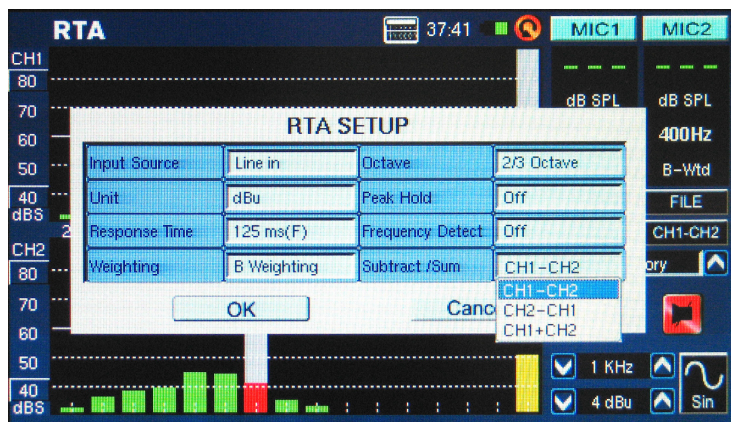 RTA 37:41 MIC1 MIC2
CH1
80
70
60
50
40
dBS
dB SPL dB SPL
400Hz
B-Wtd
FILE
CH1-CH2
RTA SETUP
Input Source Line in Octave 2/3 Octave
Unit dBu Peak Hold Off
Response Time 125 ms(F) Frequency Detect Off
Weighting B Weighting Subtract /Sum CH1-CH2
CH1-CH2
CH2-CH1
CH1+CH2
OK
2
CH2
80
70
60
50
40
dBS
1 KHz
4 dBu
Sin